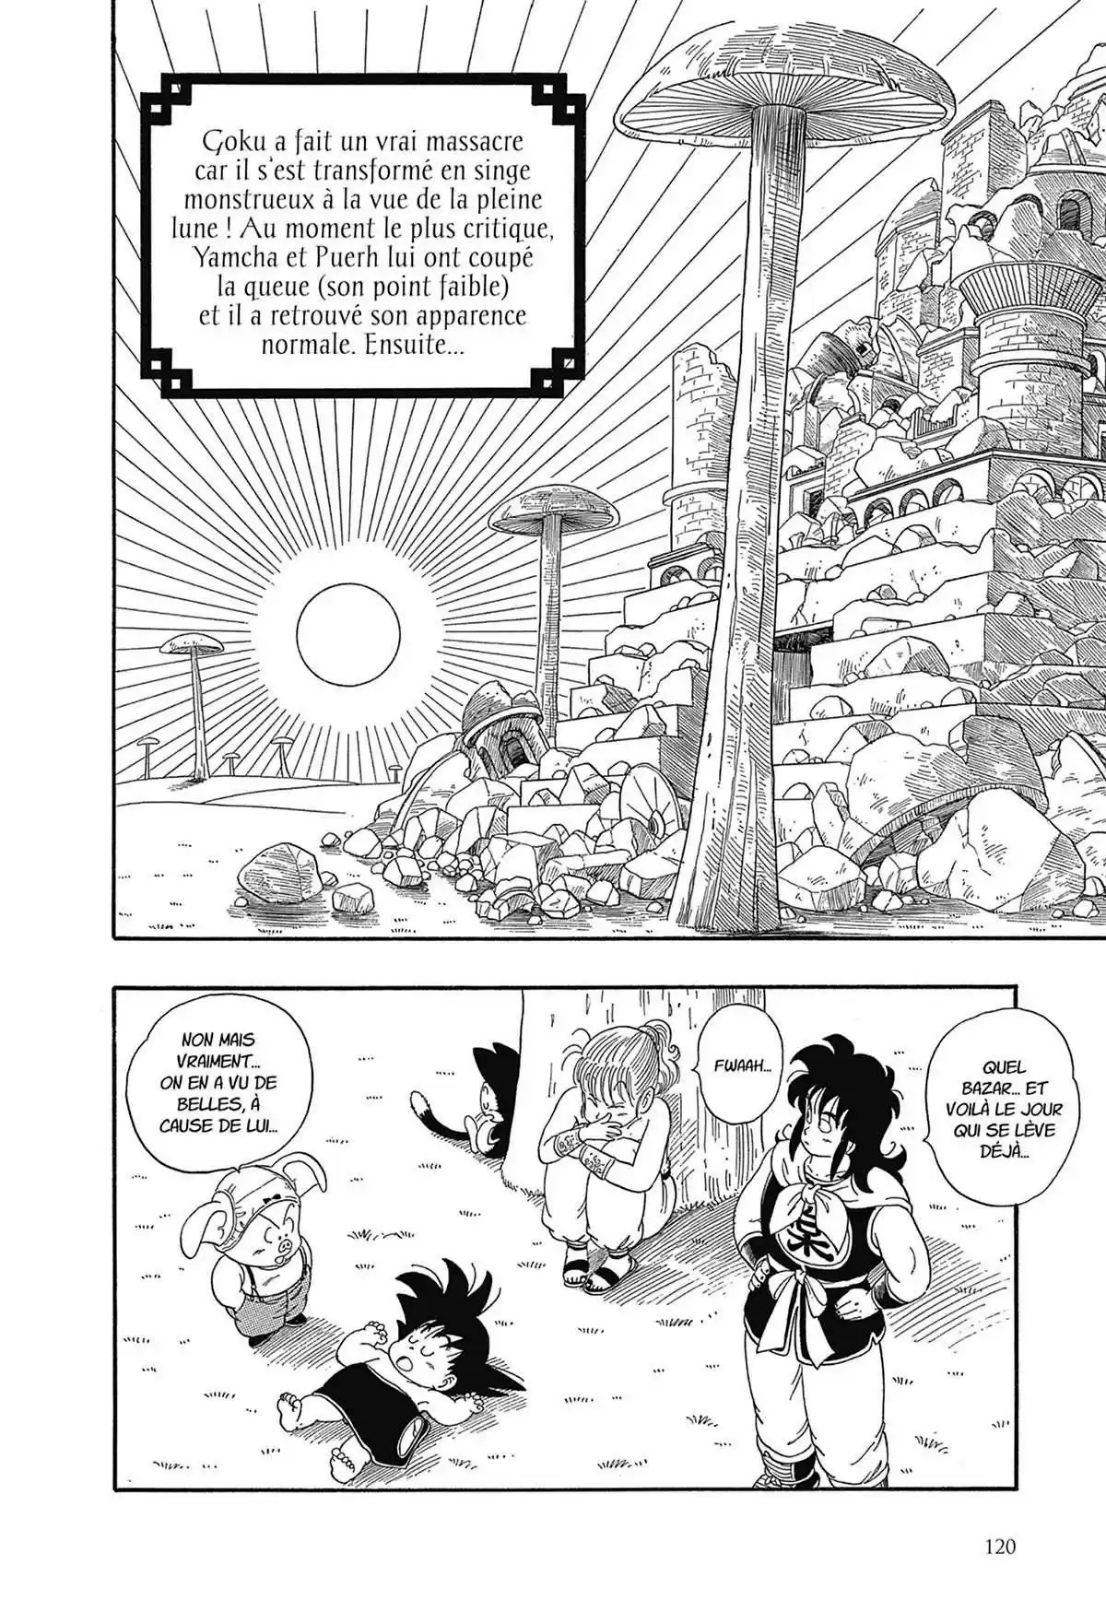 Goku a fait un vrai massacre
car il s'est transformé en singe
monstrueux à la vue de la pleine
lune ! Au moment le plus critique,
Yamcha et Puerh lui ont coupé
la queue (son point faible)
et il a retrouvé son apparence
normale. Ensuite...
QUEL
BAZAR... ET
VOILÀ LE JOUR
QUI SE LÈVE
DÉJÀ...
FWAAH...
NON MAIS
VRAIMENT...
ON EN A VU DE
BELLES, À
CAUSE DE LUI...
120